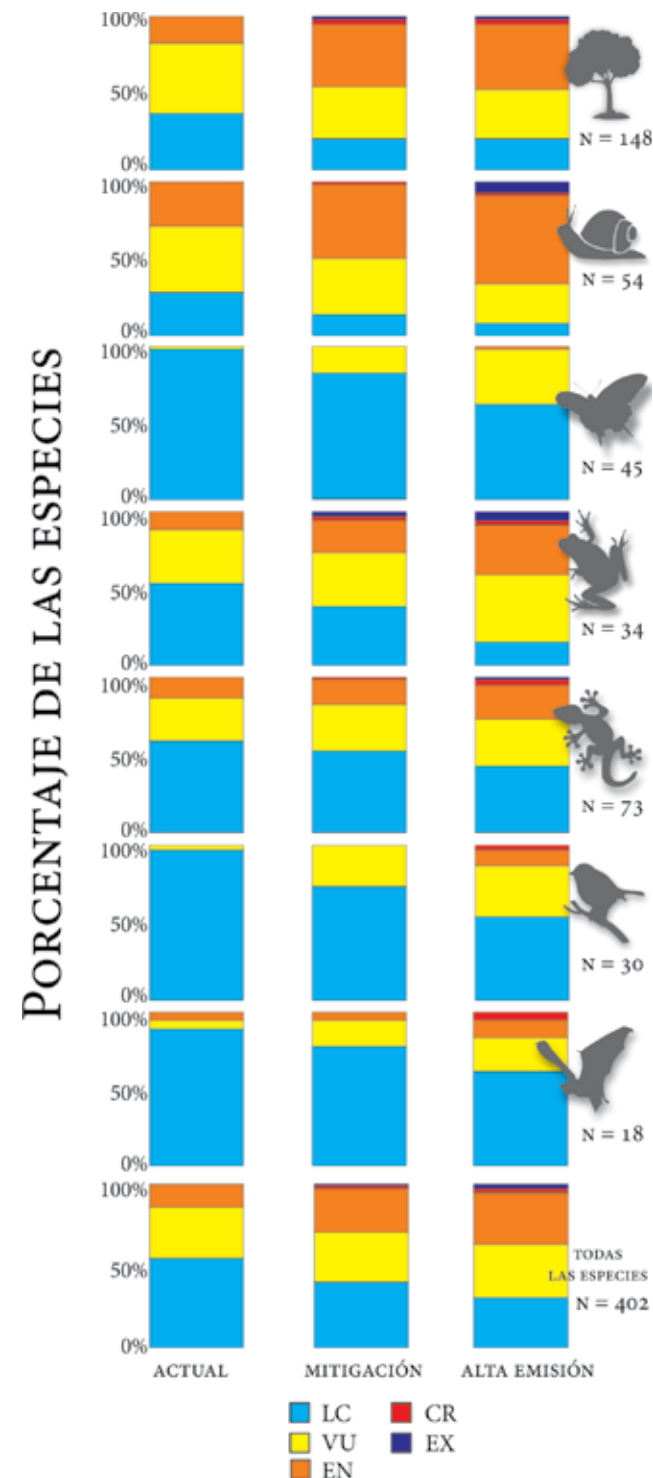 PORCENTAJE DE LAS ESPECIES
100%
50%
0%
N = 148
100%
50%
0%
N = 54
100%
50%
0%
N = 45
100%
50%
0%
N = 34
100%
50%
0%
N = 73
100%
50%
0%
N = 30
100%
50%
0%
N = 18
100%
50%
0%
TODAS
LAS ESPECIES
N = 402
ACTUAL MITIGACIÓN ALTA EMISIÓN
LC CR
VU EX
EN